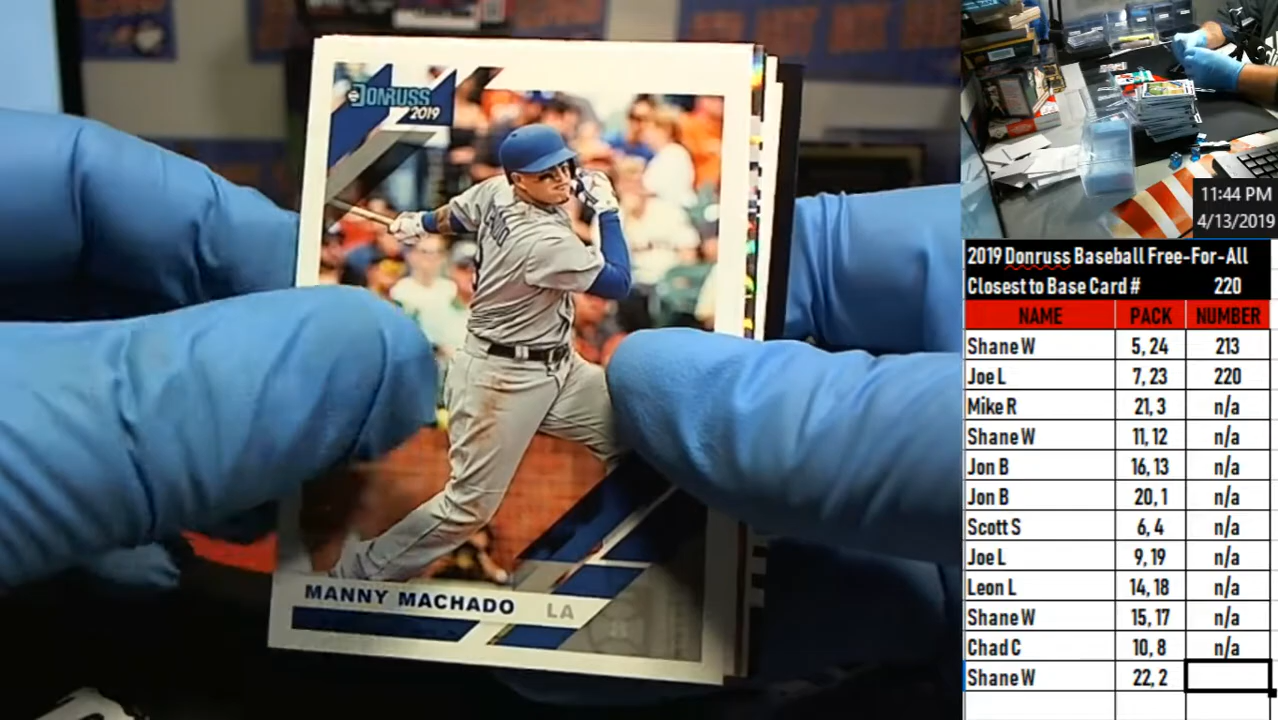 DONRUSS
2019
MANNY MACHADO LA
11:44 PM
4/13/2019
2019 Donruss Baseball Free-For-All
Closest to Base Card # 220
NAME PACK NUMBER
Shane W 5, 24 213
Joe L 7, 23 220
Mike R 21, 3 n/a
Shane W 11, 12 n/a
Jon B 16, 13 n/a
Jon B 20, 1 n/a
Scott S 6, 4 n/a
Joe L 9, 19 n/a
Leon L 14, 18 n/a
Shane W 15, 17 n/a
Chad C 10, 8 n/a
Shane W 22, 2